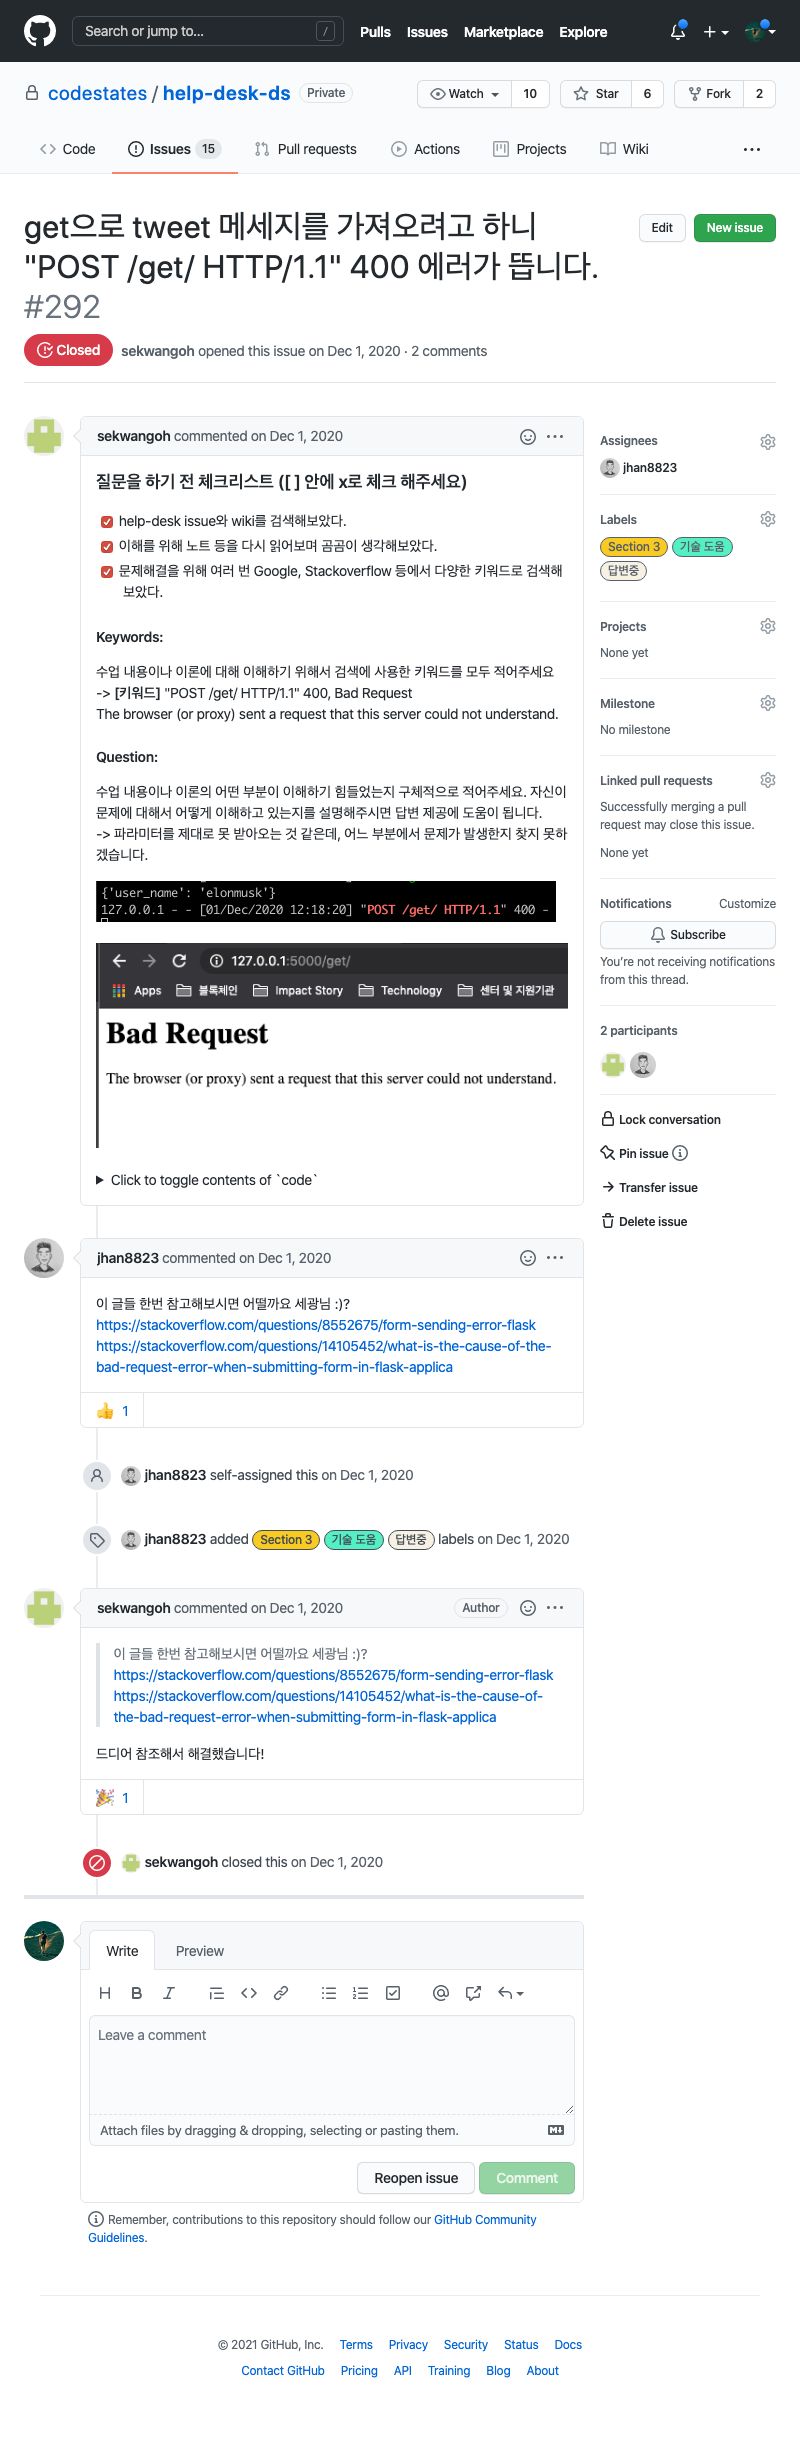 Search or jump to... /
Pulls Issues Marketplace Explore
codestates / help-desk-ds Private
Watch 10 Star 6 Fork 2
Code Issues 15 Pull requests Actions Projects Wiki ...
get으로 tweet 메세지를 가져오려고 하니
"POST /get/ HTTP/1.1" 400 에러가 뜹니다.
#292
Edit New issue
Closed sekwangoh opened this issue on Dec 1, 2020 · 2 comments
sekwangoh commented on Dec 1, 2020
질문을 하기 전 체크리스트 ([ ] 안에 x로 체크 해주세요)
help-desk issue와 wiki를 검색해보았다.
이해를 위해 노트 등을 다시 읽어보며 곰곰이 생각해보았다.
문제해결을 위해 여러 번 Google, Stackoverflow 등에서 다양한 키워드로 검색해
보았다.
Keywords:
수업 내용이나 이론에 대해 이해하기 위해서 검색에 사용한 키워드를 모두 적어주세요
-> [키워드] "POST /get/ HTTP/1.1" 400, Bad Request
The browser (or proxy) sent a request that this server could not understand.
Question:
수업 내용이나 이론의 어떤 부분이 이해하기 힘들었는지 구체적으로 적어주세요. 자신이
문제에 대해서 어떻게 이해하고 있는지를 설명해주시면 답변 제공에 도움이 됩니다.
-> 파라미터를 제대로 못 받아오는 것 같은데, 어느 부분에서 문제가 발생한지 찾지 못하
겠습니다.
{'user_name': 'elonmusk'}
127.0.0.1 - - [01/Dec/2020 12:18:20] "POST /get/ HTTP/1.1" 400 -
127.0.0.1:5000/get/
Apps 블록체인 Impact Story Technology 센터 및 지원기관
Bad Request
The browser (or proxy) sent a request that this server could not understand.
Click to toggle contents of `code`
Assignees
jhan8823
Labels
Section 3 기술 도움
답변중
Projects
None yet
Milestone
No milestone
Linked pull requests
Successfully merging a pull
request may close this issue.
None yet
Notifications Customize
Subscribe
You're not receiving notifications
from this thread.
2 participants
Lock conversation
Pin issue
Transfer issue
Delete issue
jhan8823 commented on Dec 1, 2020
이 글들 한번 참고해보시면 어떨까요 세광님 :)?
https://stackoverflow.com/questions/8552675/form-sending-error-flask
https://stackoverflow.com/questions/14105452/what-is-the-cause-of-the-
bad-request-error-when-submitting-form-in-flask-applica
1
jhan8823 self-assigned this on Dec 1, 2020
jhan8823 added Section 3 기술 도움 답변중 labels on Dec 1, 2020
sekwangoh commented on Dec 1, 2020 Author
이 글들 한번 참고해보시면 어떨까요 세광님 :)?
https://stackoverflow.com/questions/8552675/form-sending-error-flask
https://stackoverflow.com/questions/14105452/what-is-the-cause-of-
the-bad-request-error-when-submitting-form-in-flask-applica
드디어 참조해서 해결했습니다!
1
sekwangoh closed this on Dec 1, 2020
Write Preview
Leave a comment
Attach files by dragging & dropping, selecting or pasting them.
Reopen issue Comment
Remember, contributions to this repository should follow our GitHub Community
Guidelines.
© 2021 GitHub, Inc. Terms Privacy Security Status Docs
Contact GitHub Pricing API Training Blog About